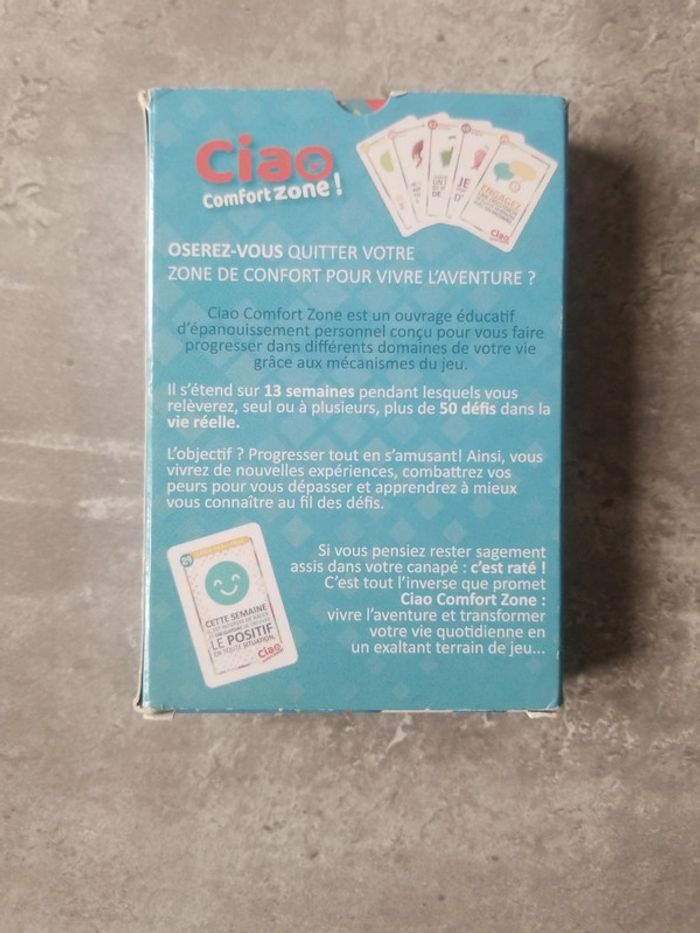 Ciao
Comfort zone !
JE
ENGAGEZ
Ciao
OSEREZ-VOUS QUITTER VOTRE
ZONE DE CONFORT POUR VIVRE L'AVENTURE ?
Ciao Comfort Zone est un ouvrage éducatif
d'épanouissement personnel conçu pour vous faire
progresser dans différents domaines de votre vie
grâce aux mécanismes du jeu.
Il s'étend sur 13 semaines pendant lesquels vous
relèverez, seul ou à plusieurs, plus de 50 défis dans la
vie réelle.
L'objectif ? Progresser tout en s'amusant! Ainsi, vous
vivrez de nouvelles expériences, combattrez vos
peurs pour vous dépasser et apprendrez à mieux
vous connaître au fil des défis.
Si vous pensiez rester sagement
assis dans votre canapé : c'est raté !
C'est tout l'inverse que promet
Ciao Comfort Zone :
vivre l'aventure et transformer
votre vie quotidienne en
un exaltant terrain de jeu...
CETTE SEMAINE
LE POSITIF
EN TOUTE SITUATION.
Ciao